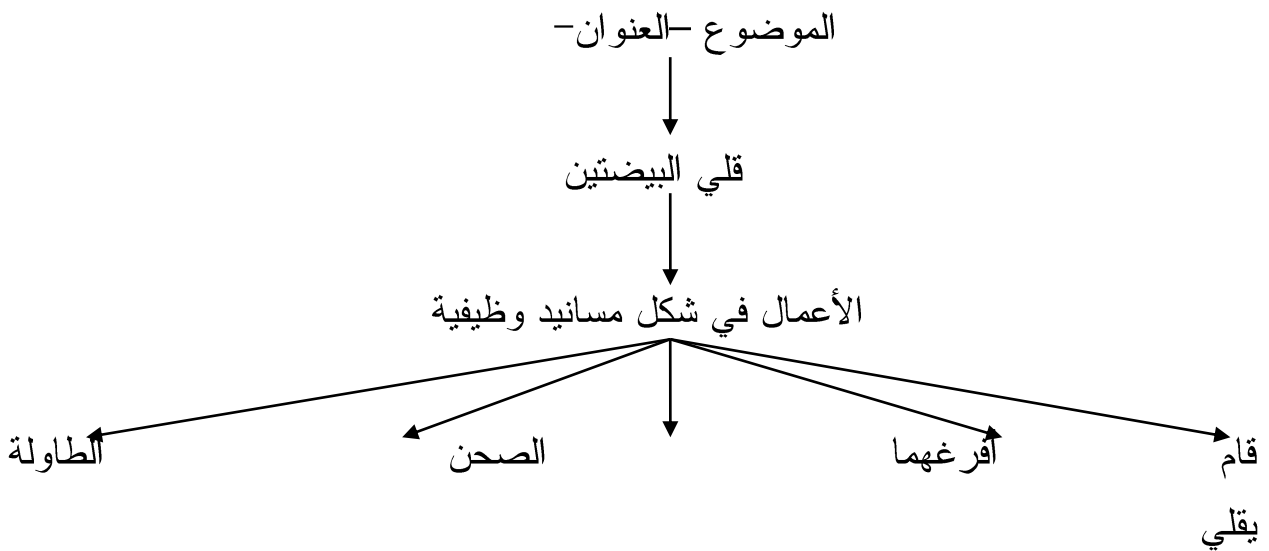 الموضوع –العنوان–
قلي البيضتين
الأعمال في شكل مسانيد وظيفية
قام أفرغهما الصحن الطاولة
يقلي